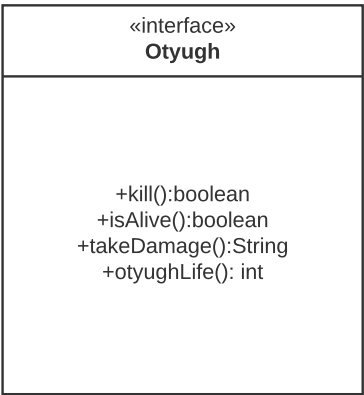 «interface»
Otyugh
+kill():boolean
+isAlive():boolean
+takeDamage():String
+otyughLife(): int